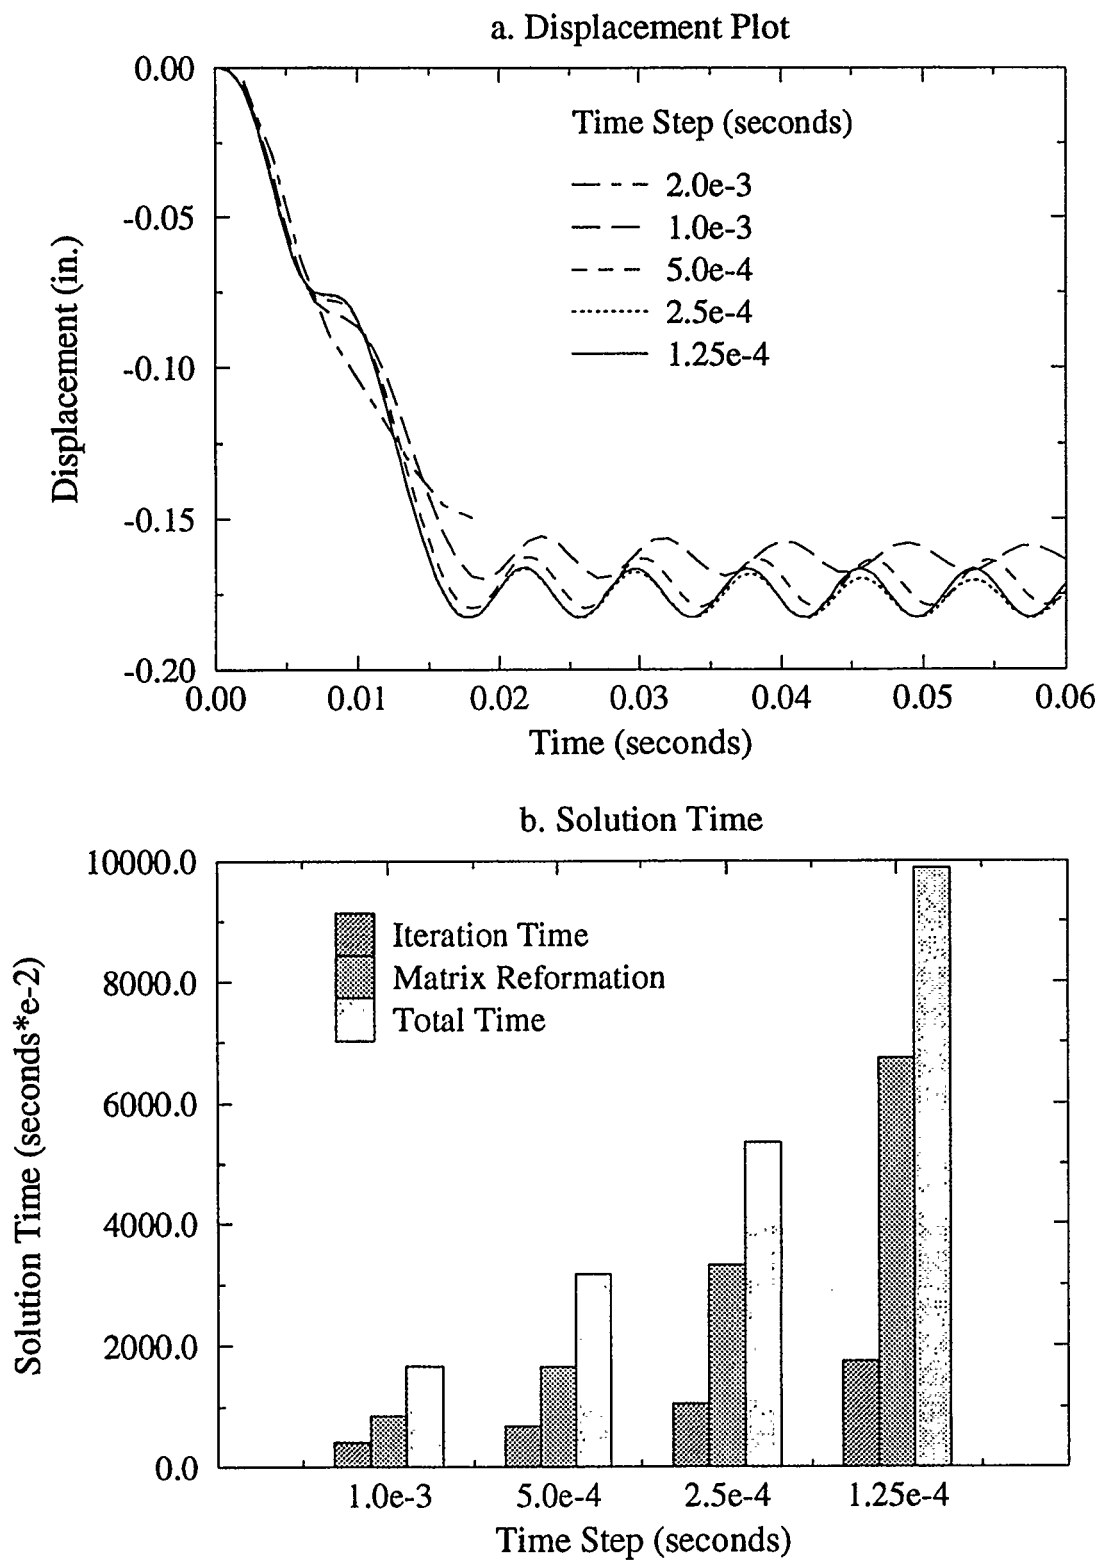 a. Displacement Plot
0.00
-0.05
-0.10
-0.15
-0.20
Displacement (in.)
Time Step (seconds)
2.0e-3
1.0e-3
5.0e-4
2.5e-4
1.25e-4
0.00 0.01 0.02 0.03 0.04 0.05 0.06
Time (seconds)
b. Solution Time
10000.0
8000.0
6000.0
4000.0
2000.0
0.0
Solution Time (seconds*e-2)
Iteration Time
Matrix Reformation
Total Time
1.0e-3 5.0e-4 2.5e-4 1.25e-4
Time Step (seconds)